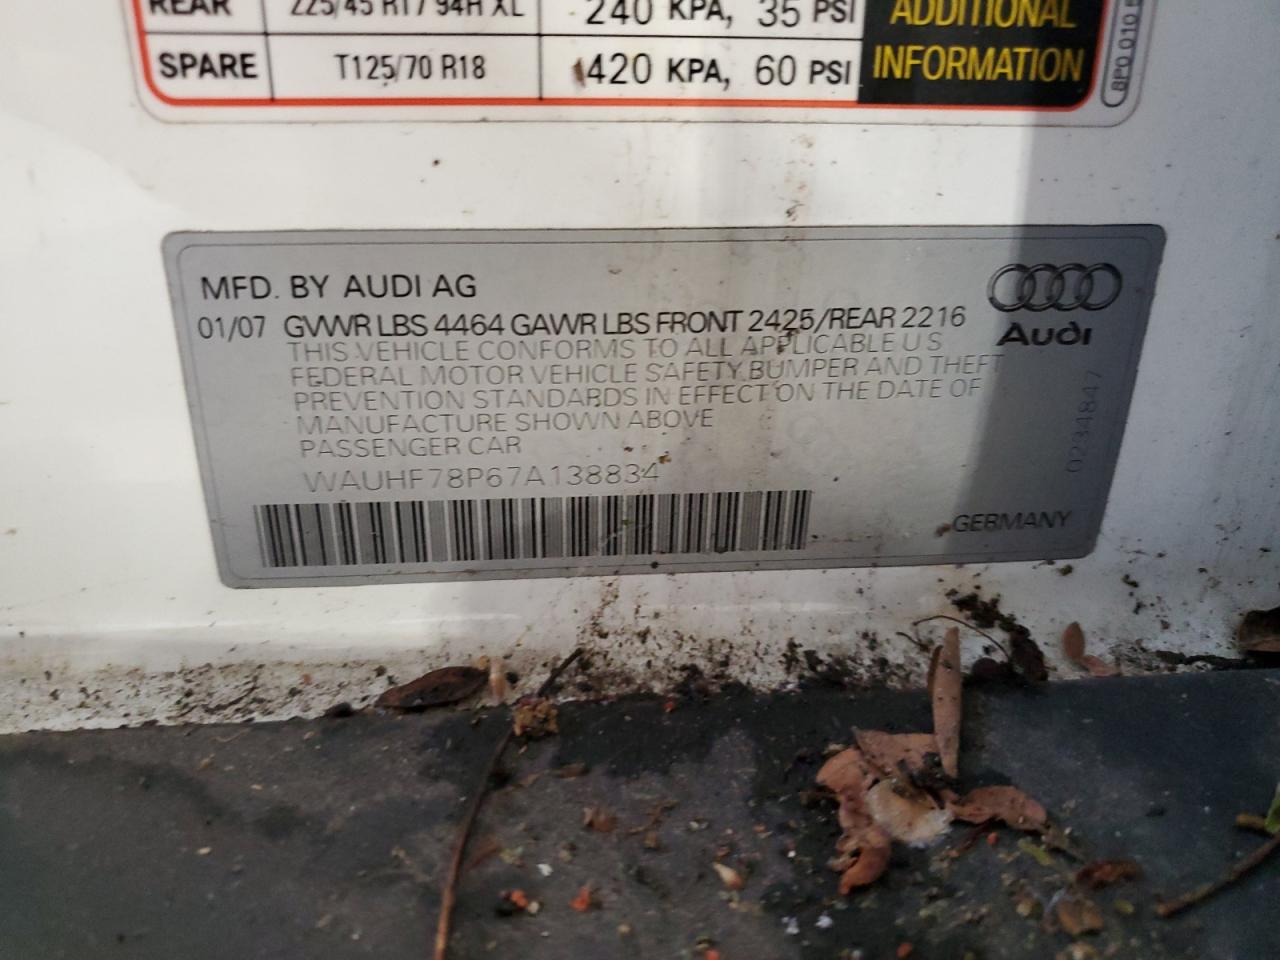 REAR 225/45 R17 94H XL 240 KPA, 35 PSI
SPARE T125/70 R18 420 KPA, 60 PSI
ADDITIONAL
INFORMATION
8P0 010
MFD. BY AUDI AG
01/07 GVWR LBS 4464 GAWR LBS FRONT 2425/REAR 2216
Audi
THIS VEHICLE CONFORMS TO ALL APPLICABLE U S
FEDERAL MOTOR VEHICLE SAFETY, BUMPER AND THEFT
PREVENTION STANDARDS IN EFFECT ON THE DATE OF
MANUFACTURE SHOWN ABOVE
PASSENGER CAR
WAUHF78P67A138834
0234847
GERMANY